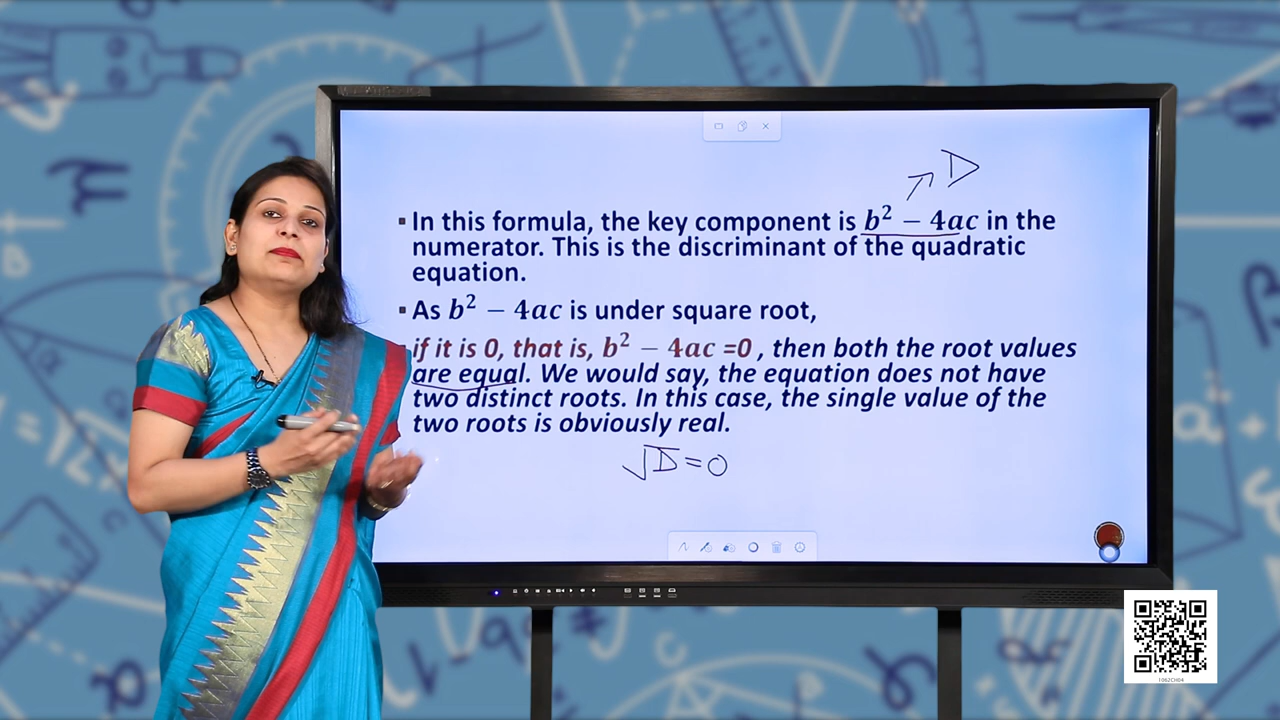 D
▪ In this formula, the key component is b² − 4ac in the
numerator. This is the discriminant of the quadratic
equation.
▪ As b² − 4ac is under square root,
if it is 0, that is, b² − 4ac =0 , then both the root values
are equal. We would say, the equation does not have
two distinct roots. In this case, the single value of the
two roots is obviously real.
√D = 0
1062CH04